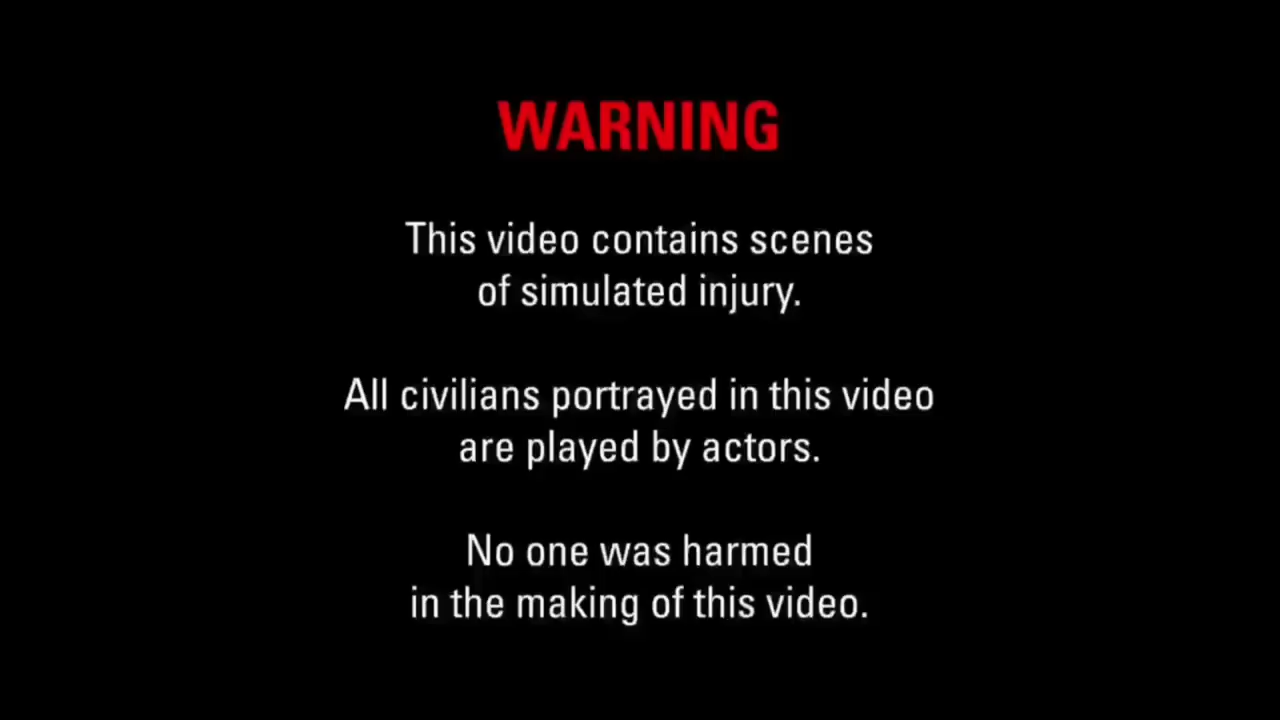 WARNING
This video contains scenes
of simulated injury.
All civilians portrayed in this video
are played by actors.
No one was harmed
in the making of this video.